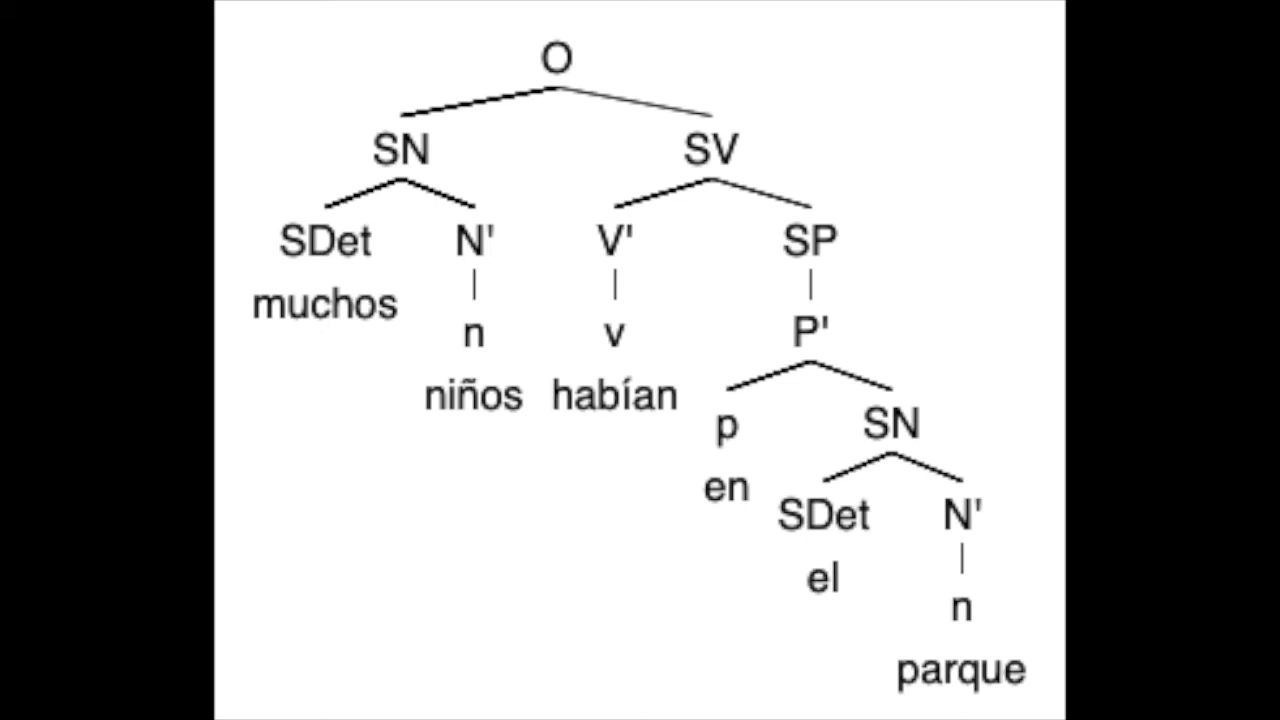 O
SN SV
SDet N' V' SP
muchos
n v P'
niños habían
p SN
en
SDet N'
el
n
parque